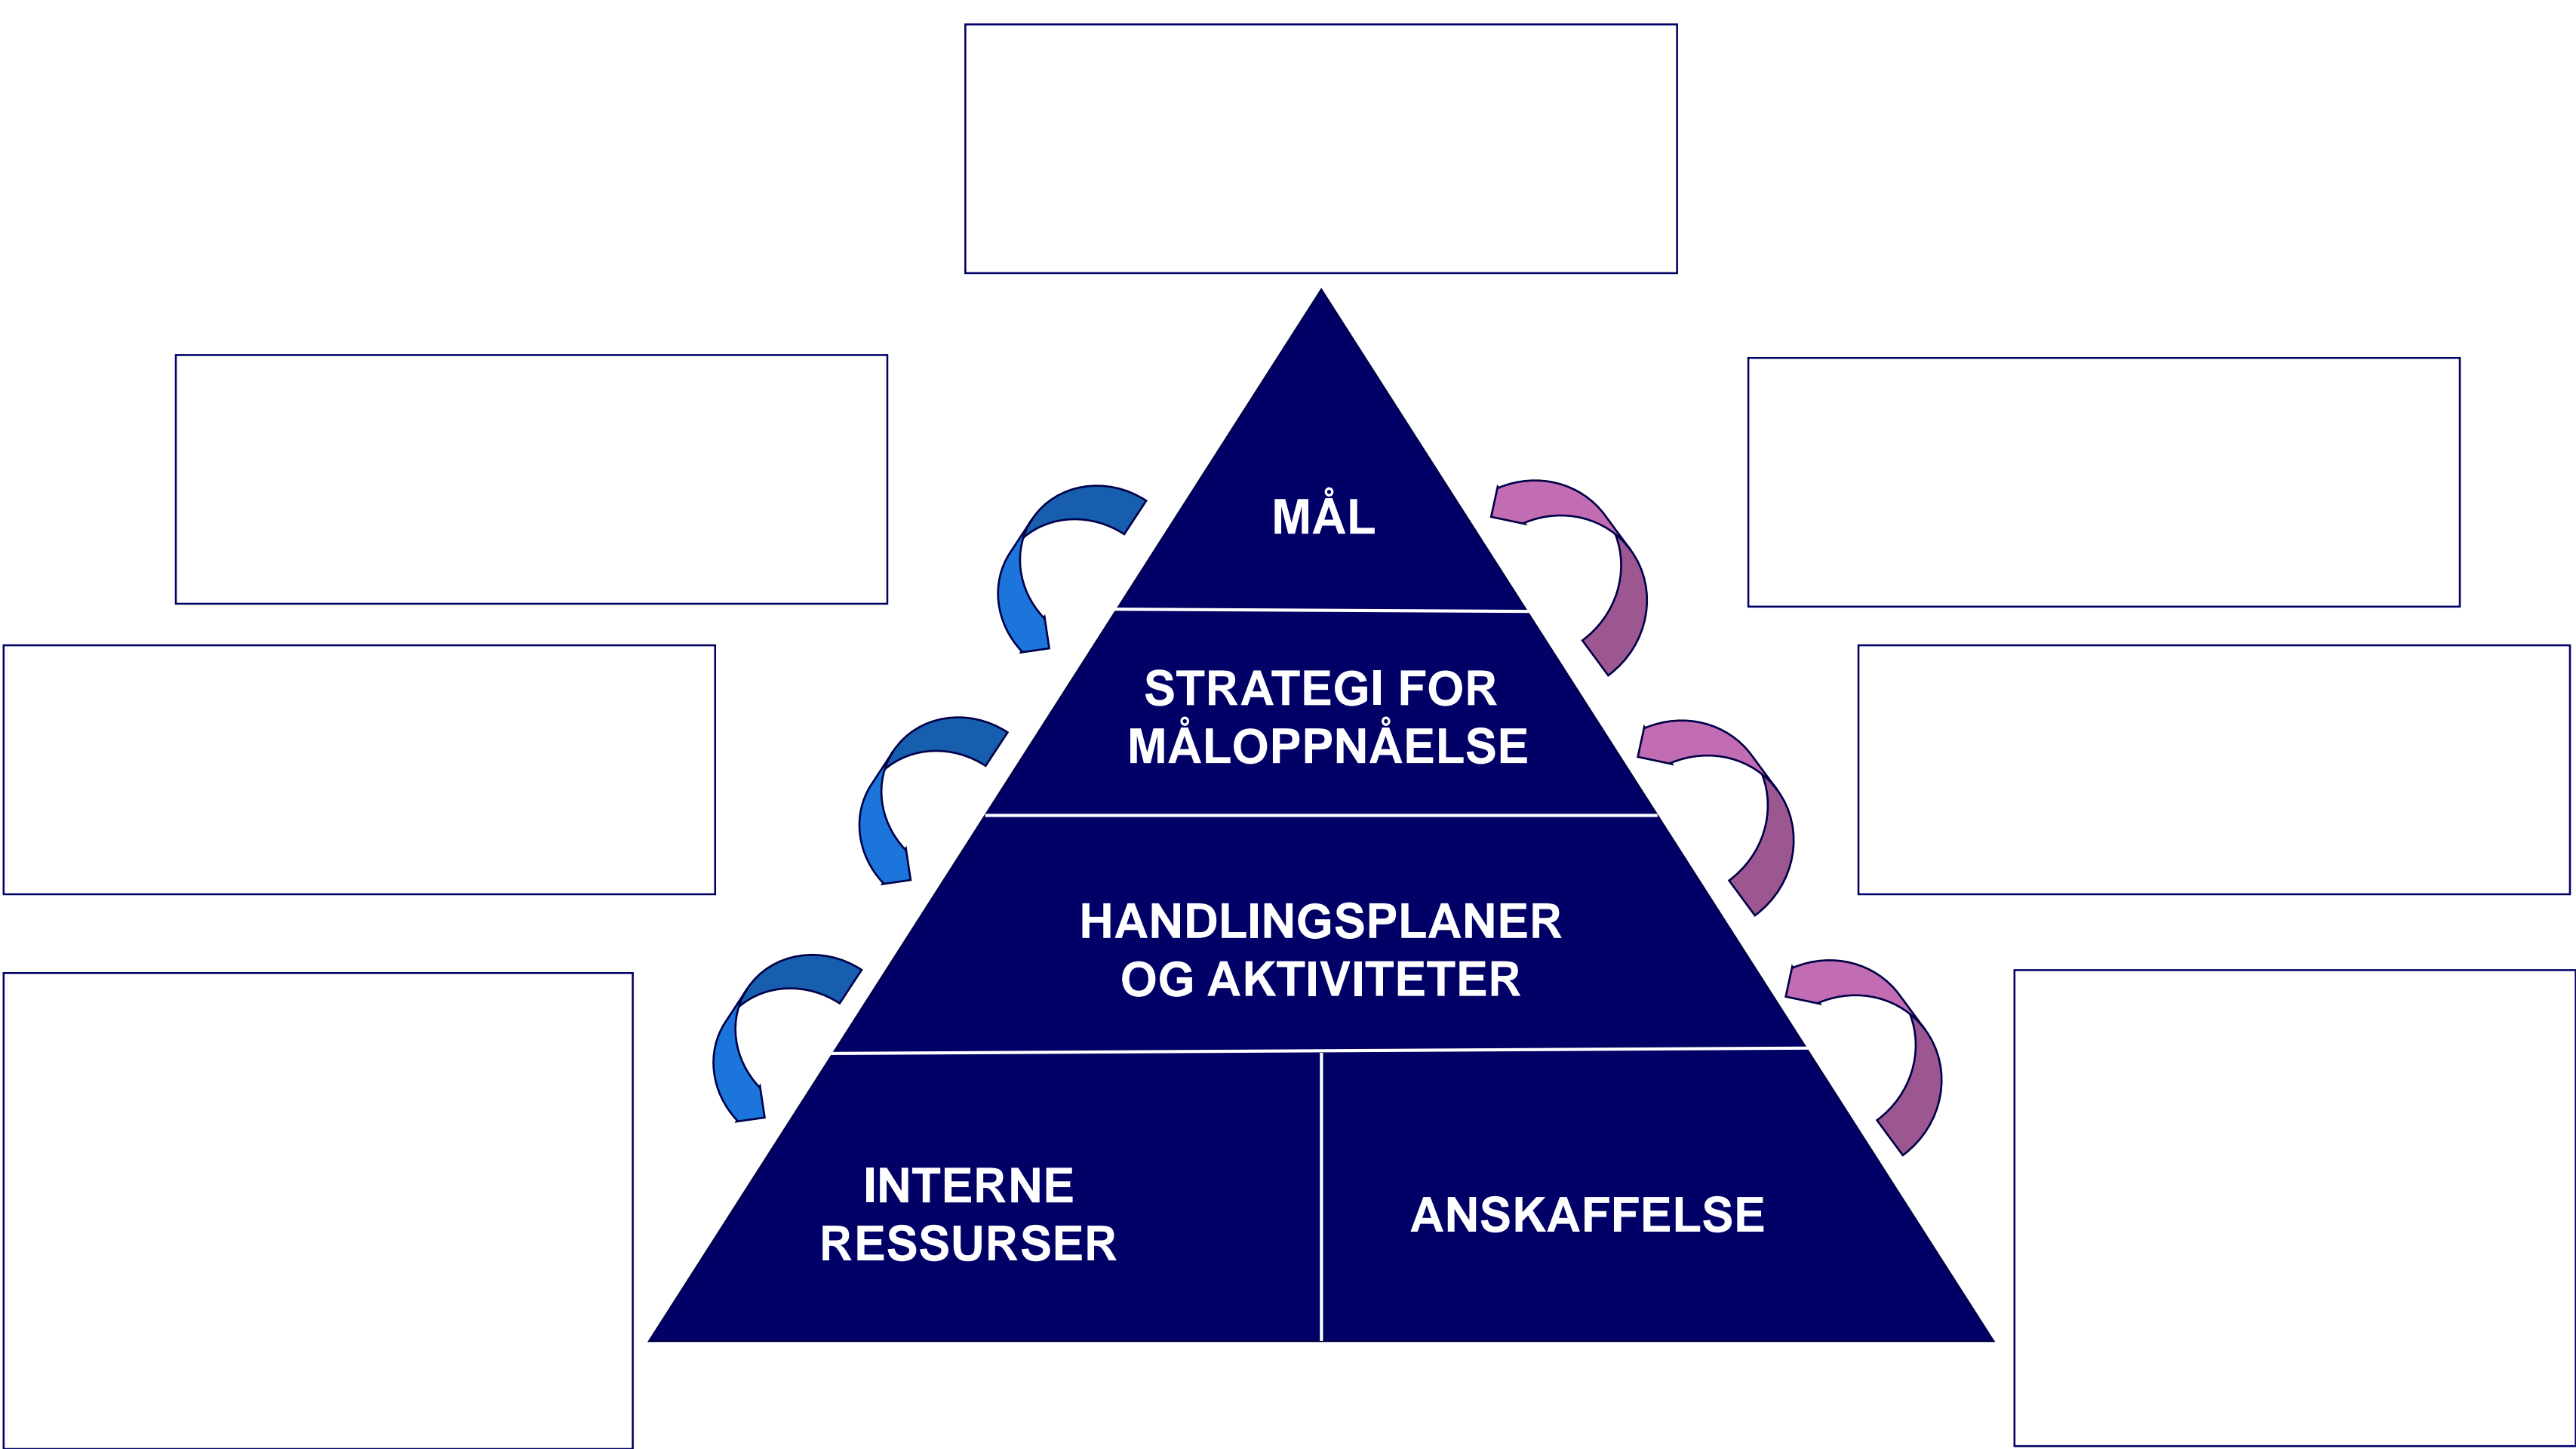 MÅL
STRATEGI FOR
MÅLOPPNÅELSE
HANDLINGSPLANER
OG AKTIVITETER
INTERNE
RESSURSER
ANSKAFFELSE